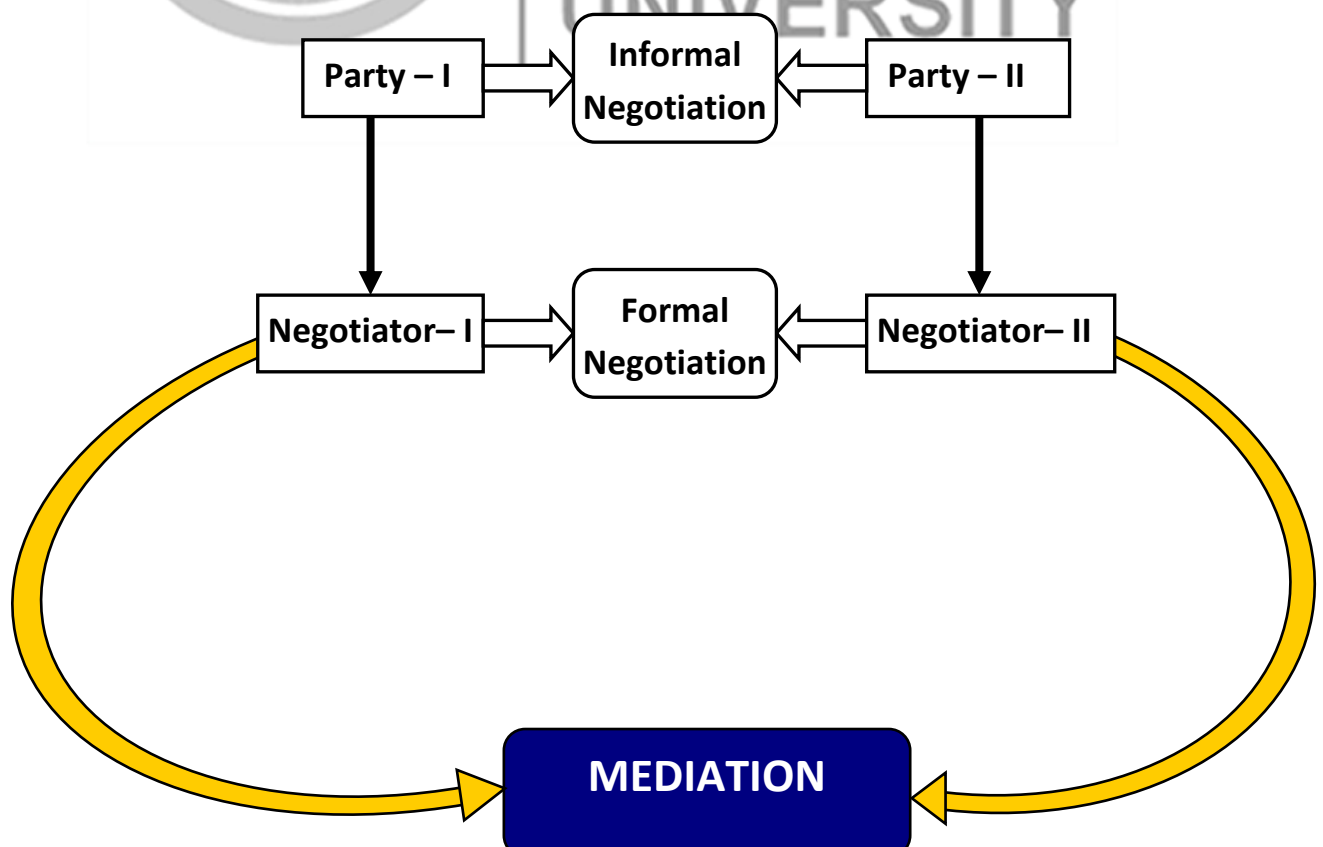 UNIVERSITY
Party – I
Informal
Negotiation
Party – II
Negotiator– I
Formal
Negotiation
Negotiator– II
MEDIATION